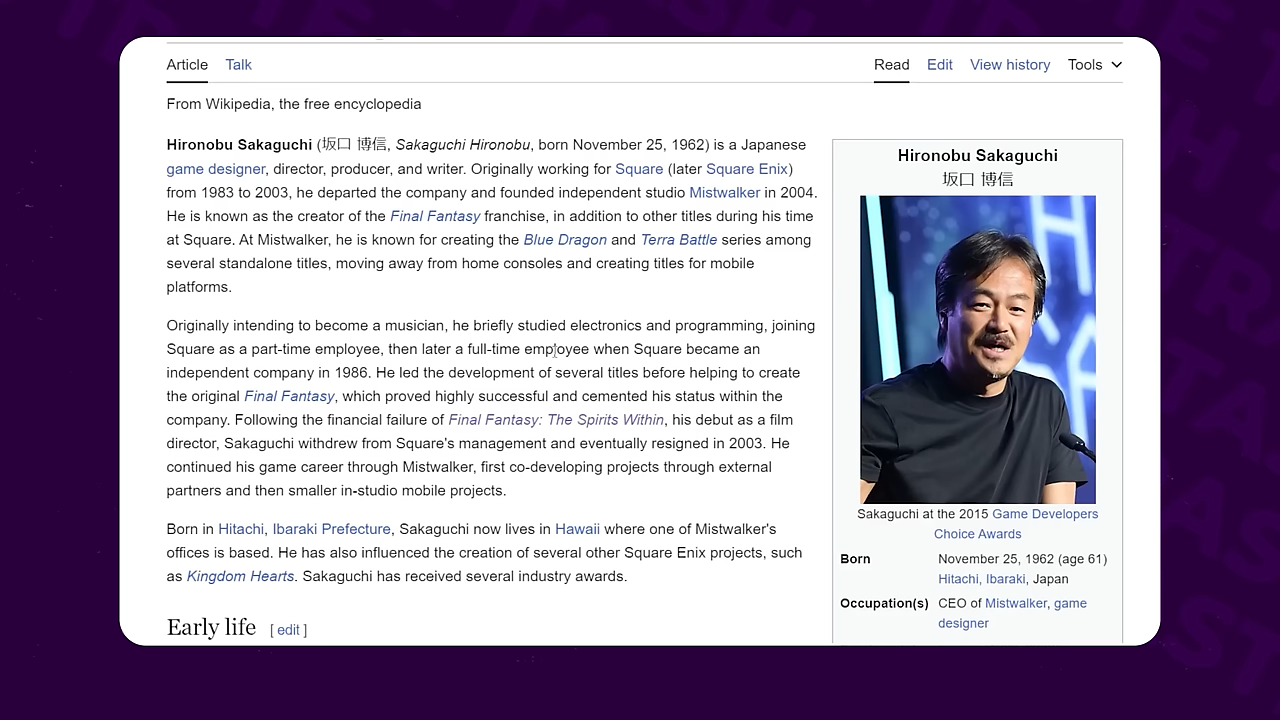 Article Talk Read Edit View history Tools
From Wikipedia, the free encyclopedia
Hironobu Sakaguchi (坂口 博信, Sakaguchi Hironobu, born November 25, 1962) is a Japanese
game designer, director, producer, and writer. Originally working for Square (later Square Enix)
from 1983 to 2003, he departed the company and founded independent studio Mistwalker in 2004.
He is known as the creator of the Final Fantasy franchise, in addition to other titles during his time
at Square. At Mistwalker, he is known for creating the Blue Dragon and Terra Battle series among
several standalone titles, moving away from home consoles and creating titles for mobile
platforms.
Originally intending to become a musician, he briefly studied electronics and programming, joining
Square as a part-time employee, then later a full-time employee when Square became an
independent company in 1986. He led the development of several titles before helping to create
the original Final Fantasy, which proved highly successful and cemented his status within the
company. Following the financial failure of Final Fantasy: The Spirits Within, his debut as a film
director, Sakaguchi withdrew from Square's management and eventually resigned in 2003. He
continued his game career through Mistwalker, first co-developing projects through external
partners and then smaller in-studio mobile projects.
Born in Hitachi, Ibaraki Prefecture, Sakaguchi now lives in Hawaii where one of Mistwalker's
offices is based. He has also influenced the creation of several other Square Enix projects, such
as Kingdom Hearts. Sakaguchi has received several industry awards.
Early life [ edit ]
Hironobu Sakaguchi
坂口 博信
Sakaguchi at the 2015 Game Developers
Choice Awards
Born November 25, 1962 (age 61)
Hitachi, Ibaraki, Japan
Occupation(s) CEO of Mistwalker, game
designer